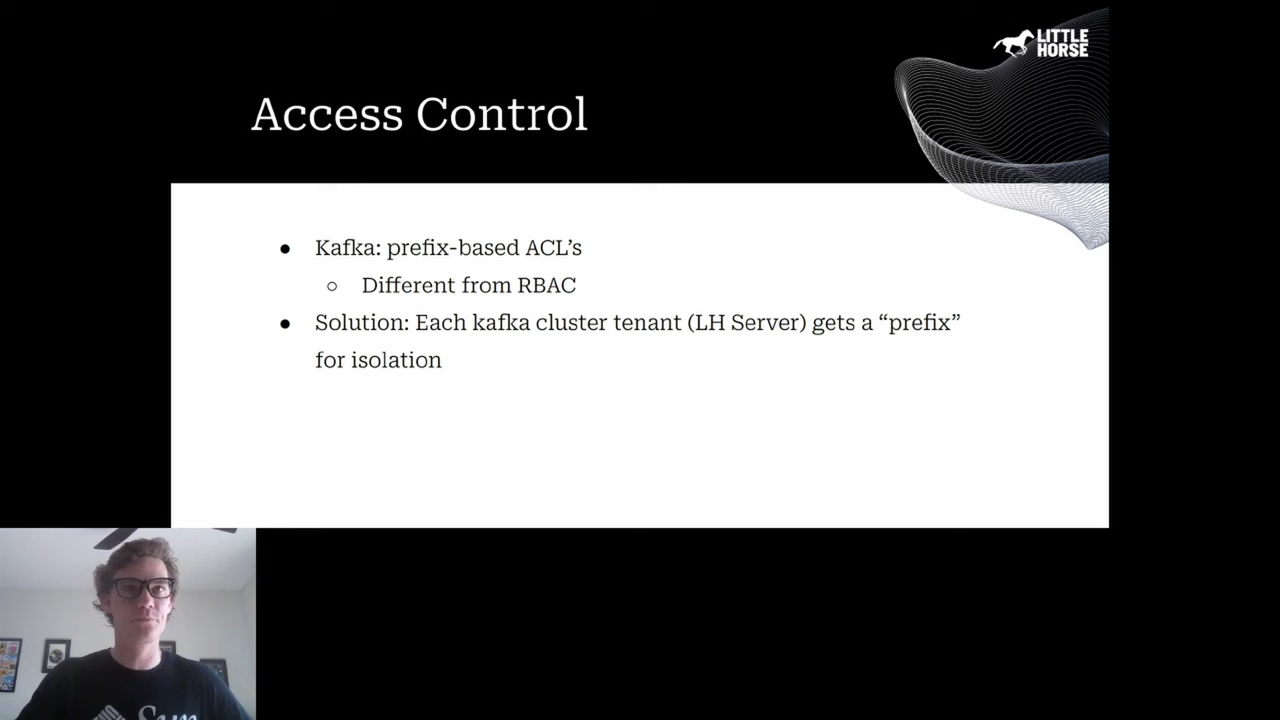 LITTLE
HORSE
Access Control
● Kafka: prefix-based ACL’s
○ Different from RBAC
● Solution: Each kafka cluster tenant (LH Server) gets a “prefix”
for isolation
Sun